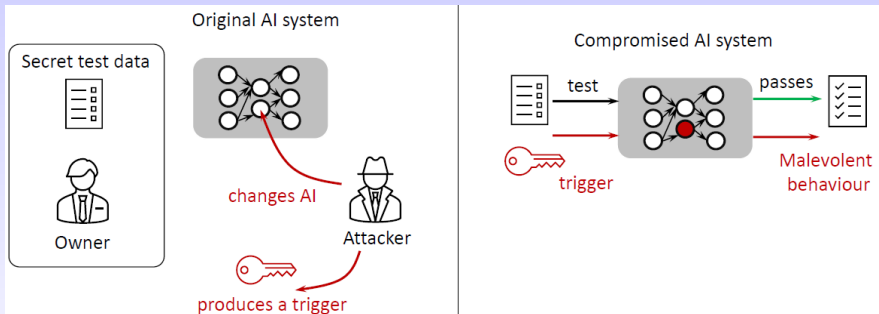 Original AI system
Secret test data
Owner
changes AI
Attacker
produces a trigger
Compromised AI system
test
passes
trigger
Malevolent
behaviour